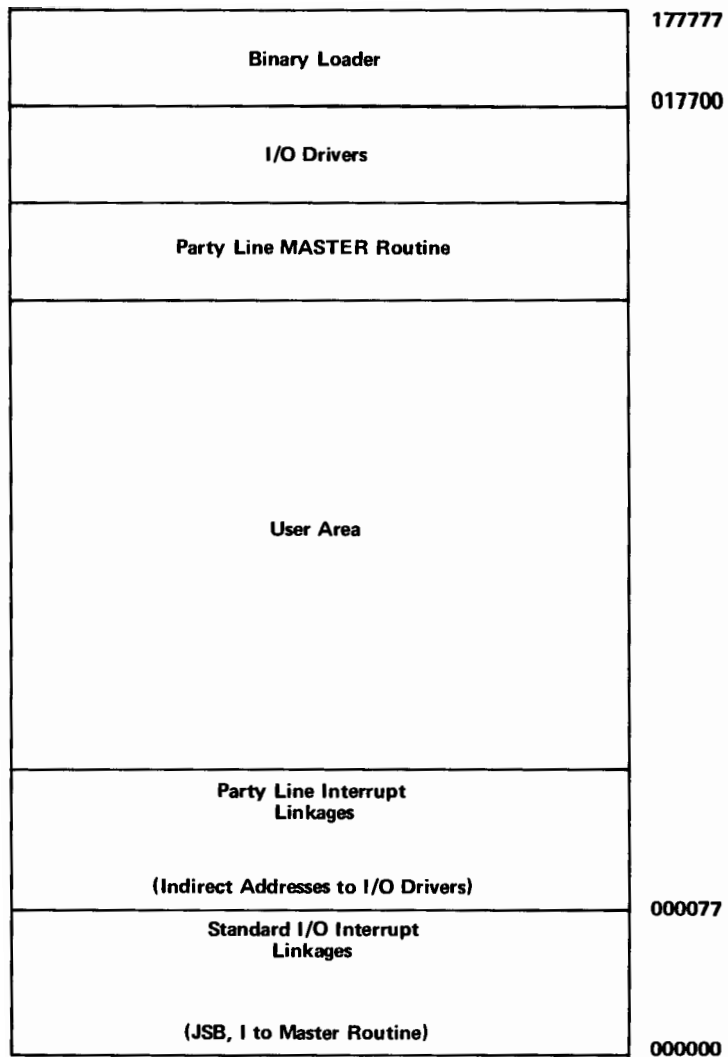 177777
Binary Loader
017700
I/O Drivers
Party Line MASTER Routine
User Area
Party Line Interrupt
Linkages
(Indirect Addresses to I/O Drivers)
000077
Standard I/O Interrupt
Linkages
(JSB, I to Master Routine)
000000